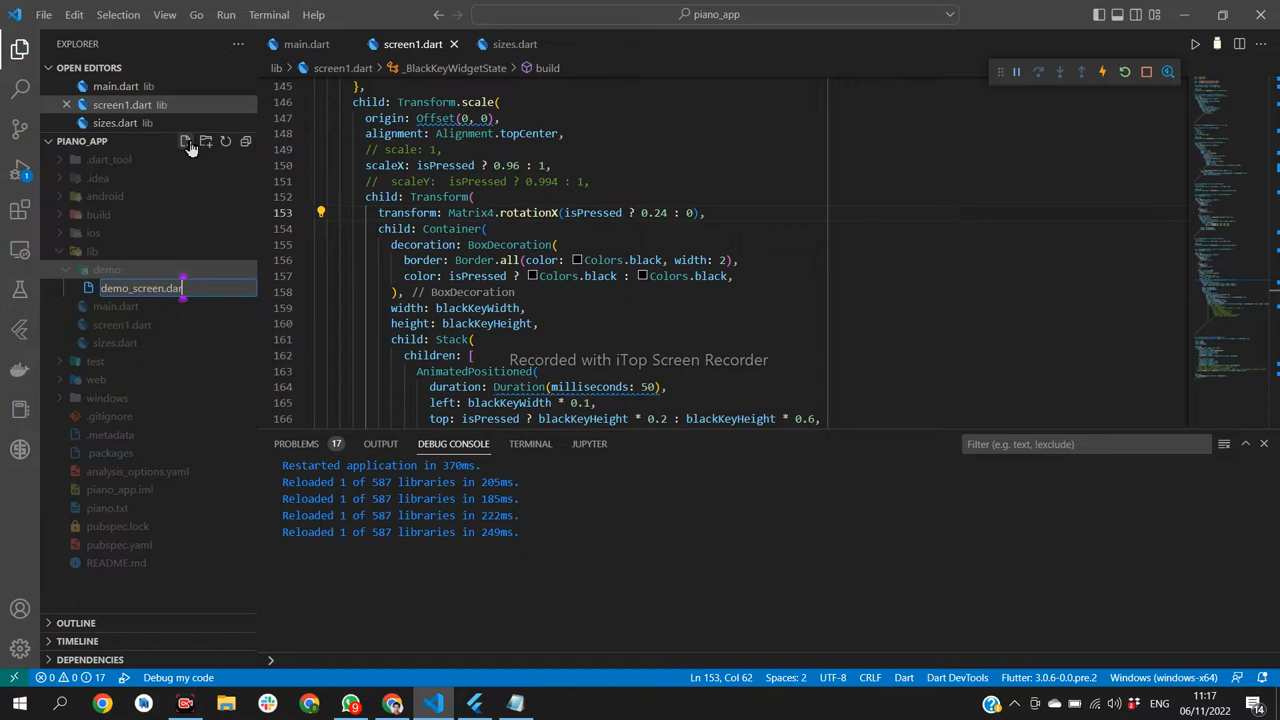 File Edit Selection View Go Run Terminal Help
piano_app
EXPLORER
OPEN EDITORS
main.dart lib
screen1.dart lib
sizes.dart lib
PIANO_APP
.dart_tool
.idea
android
build
ios
lib
demo
demo_screen.dar
main.dart
screen1.dart
sizes.dart
test
web
windows
.gitignore
.metadata
.packages
analysis_options.yaml
piano_app.iml
piano.txt
pubspec.lock
pubspec.yaml
README.md
OUTLINE
TIMELINE
DEPENDENCIES
1
main.dart screen1.dart sizes.dart
lib > screen1.dart > _BlackKeyWidgetState > build
145 },
146 child: Transform.scale(
147 origin: Offset(0, 0),
148 alignment: Alignment.topCenter,
149 // scale: 1,
150 scaleX: isPressed ? 0.95 : 1,
151 // scaleY: isPressed ? 0.994 : 1,
152 child: Transform(
153 transform: Matrix4.rotationX(isPressed ? 0.24 : 0),
154 child: Container(
155 decoration: BoxDecoration(
156 border: Border.all(color: Colors.black, width: 2),
157 color: isPressed ? Colors.black : Colors.black,
158 ), // BoxDecoration
159 width: blackKeyWidth,
160 height: blackKeyHeight,
161 child: Stack(
162 children: [
163 AnimatedPositioned(
164 duration: Duration(milliseconds: 50),
165 left: blackKeyWidth * 0.1,
166 top: isPressed ? blackKeyHeight * 0.2 : blackKeyHeight * 0.6,
Recorded with iTop Screen Recorder
PROBLEMS 17 OUTPUT DEBUG CONSOLE TERMINAL JUPYTER
Filter (e.g. text, !exclude)
Restarted application in 370ms.
Reloaded 1 of 587 libraries in 205ms.
Reloaded 1 of 587 libraries in 185ms.
Reloaded 1 of 587 libraries in 222ms.
Reloaded 1 of 587 libraries in 249ms.
0 0 17 Debug my code
Ln 153, Col 62 Spaces: 2 UTF-8 CRLF Dart Dart DevTools Flutter: 3.0.6-0.0.pre.2 Windows (windows-x64)
9
11:17
06/11/2022
14